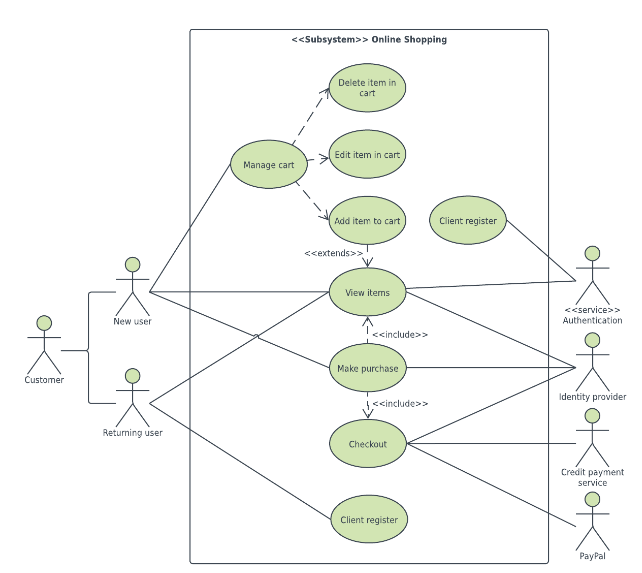 <<Subsystem>> Online Shopping
Delete item in
cart
Manage cart
Edit item in cart
Add item to cart
Client register
<<extends>>
View items
<<service>>
Authentication
New user
<<include>>
Make purchase
Customer
Identity provider
<<include>>
Returning user
Checkout
Credit payment
service
Client register
PayPal